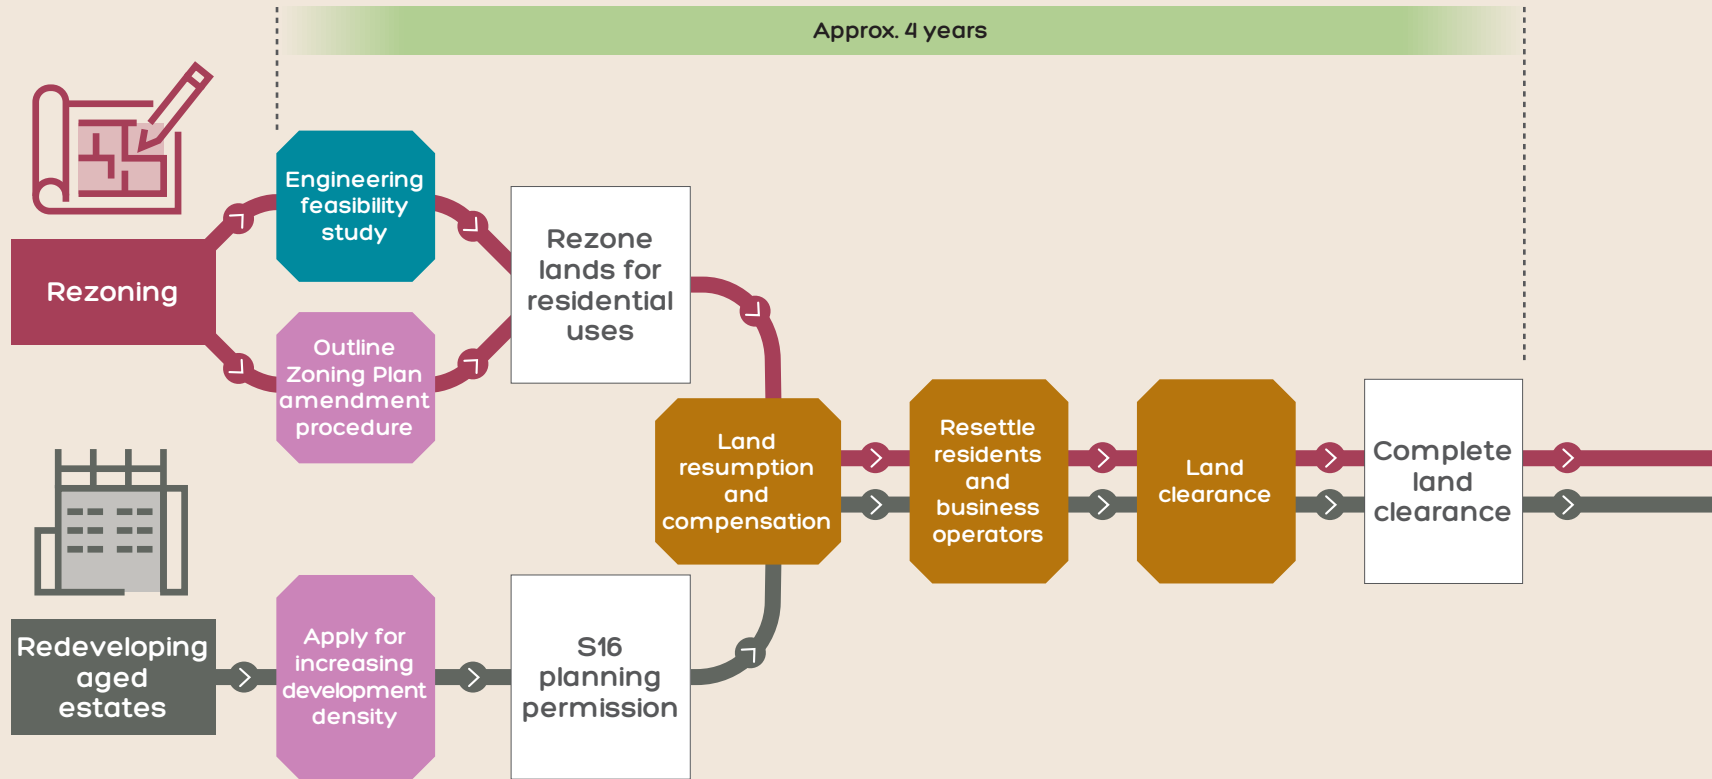 Approx. 4 years
Rezoning
Engineering
feasibility
study
Outline
Zoning Plan
amendment
procedure
Rezone
lands for
residential
uses
Redeveloping
aged
estates
Apply for
increasing
development
density
S16
planning
permission
Land
resumption
and
compensation
Resettle
residents
and
business
operators
Land
clearance
Complete
land
clearance